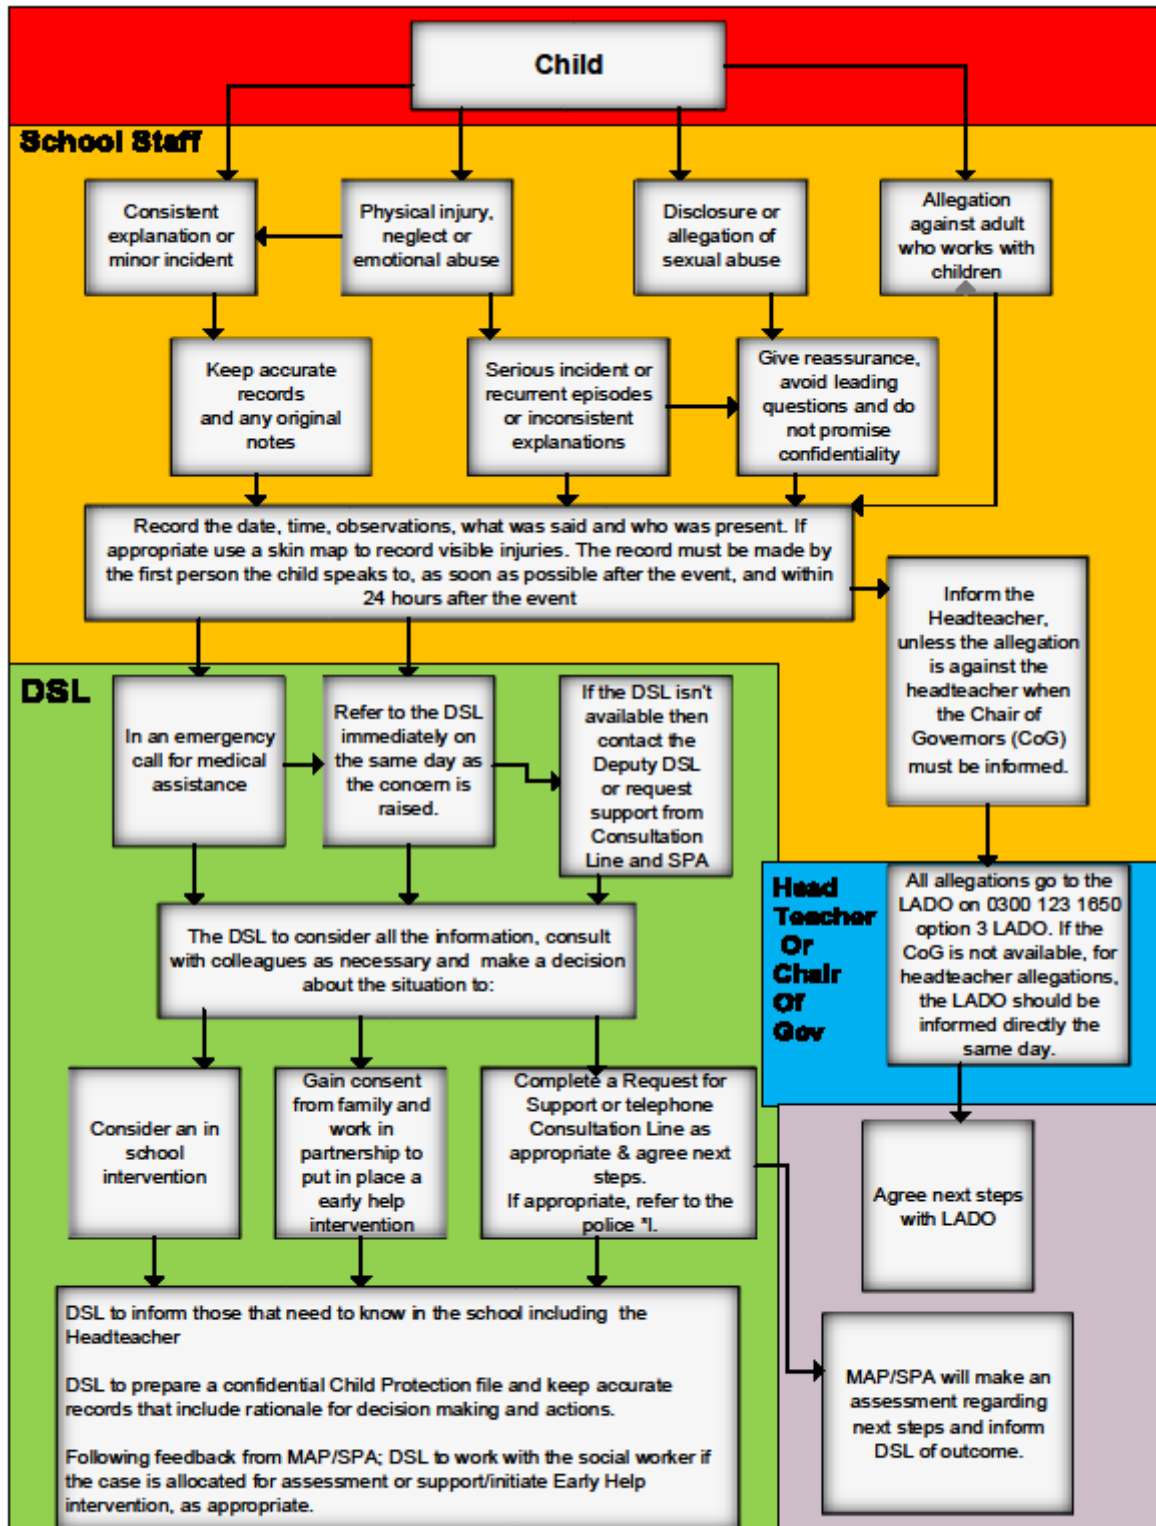 Child
School Staff
Consistent
explanation or
minor incident
Physical injury,
neglect or
emotional abuse
Disclosure or
allegation of
sexual abuse
Allegation
against adult
who works with
children
Keep accurate
records
and any original
notes
Serious incident or
recurrent episodes
or inconsistent
explanations
Give reassurance,
avoid leading
questions and do
not promise
confidentiality
Record the date, time, observations, what was said and who was present. If
appropriate use a skin map to record visible injuries. The record must be made by
the first person the child speaks to, as soon as possible after the event, and within
24 hours after the event
Inform the
Headteacher,
unless the allegation
is against the
headteacher when
the Chair of
Governors (CoG)
must be informed.
DSL
In an emergency
call for medical
assistance
Refer to the DSL
immediately on
the same day as
the concern is
raised.
If the DSL isn't
available then
contact the
Deputy DSL
or request
support from
Consultation
Line and SPA
Head
Teacher
Or
Chair
Of
Gov
All allegations go to the
LADO on 0300 123 1650
option 3 LADO. If the
CoG is not available, for
headteacher allegations,
the LADO should be
informed directly the
same day.
The DSL to consider all the information, consult
with colleagues as necessary and make a decision
about the situation to:
Consider an in
school
intervention
Gain consent
from family and
work in
partnership to
put in place a
early help
intervention
Complete a Request for
Support or telephone
Consultation Line as
appropriate & agree next
steps.
If appropriate, refer to the
police *I.
Agree next steps
with LADO
DSL to inform those that need to know in the school including the
Headteacher
DSL to prepare a confidential Child Protection file and keep accurate
records that include rationale for decision making and actions.
Following feedback from MAP/SPA; DSL to work with the social worker if
the case is allocated for assessment or support/initiate Early Help
intervention, as appropriate.
MAP/SPA will make an
assessment regarding
next steps and inform
DSL of outcome.